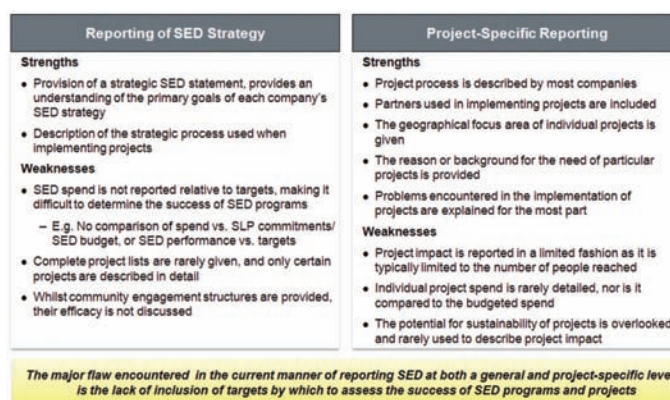 Reporting of SED Strategy
Strengths
• Provision of a strategic SED statement, provides an
understanding of the primary goals of each company's
SED strategy
• Description of the strategic process used when
implementing projects
Weaknesses
• SED spend is not reported relative to targets, making it
difficult to determine the success of SED programs
– E.g. No comparison of spend vs. SLP commitments/
SED budget, or SED performance vs. targets
• Complete project lists are rarely given, and only certain
projects are described in detail
• Whilst community engagement structures are provided,
their efficacy is not discussed
Project-Specific Reporting
Strengths
• Project process is described by most companies
• Partners used in implementing projects are included
• The geographical focus area of individual projects is
given
• The reason or background for the need of particular
projects is provided
• Problems encountered in the implementation of
projects are explained for the most part
Weaknesses
• Project impact is reported in a limited fashion as it is
typically limited to the number of people reached
• Individual project spend is rarely detailed, nor is it
compared to the budgeted spend
• The potential for sustainability of projects is overlooked
and rarely used to describe project impact
The major flaw encountered in the current manner of reporting SED at both a general and project-specific leve
is the lack of inclusion of targets by which to assess the success of SED programs and projects